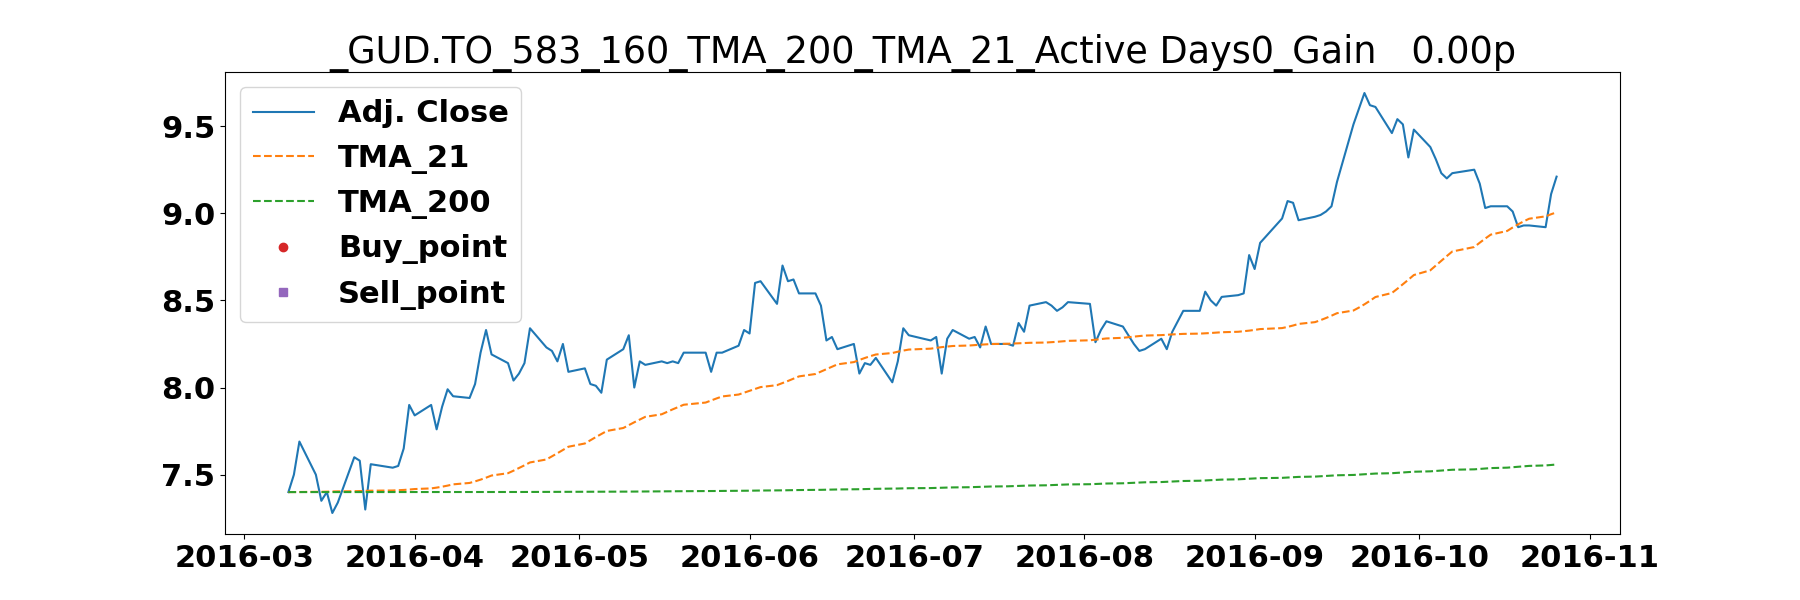 _GUD.TO_583_160_TMA_200_TMA_21_Active Days0_Gain   0.00p
Adj. Close
TMA_21
TMA_200
Buy_point
Sell_point
9.5
9.0
8.5
8.0
7.5
2016-03 2016-04 2016-05 2016-06 2016-07 2016-08 2016-09 2016-10 2016-11